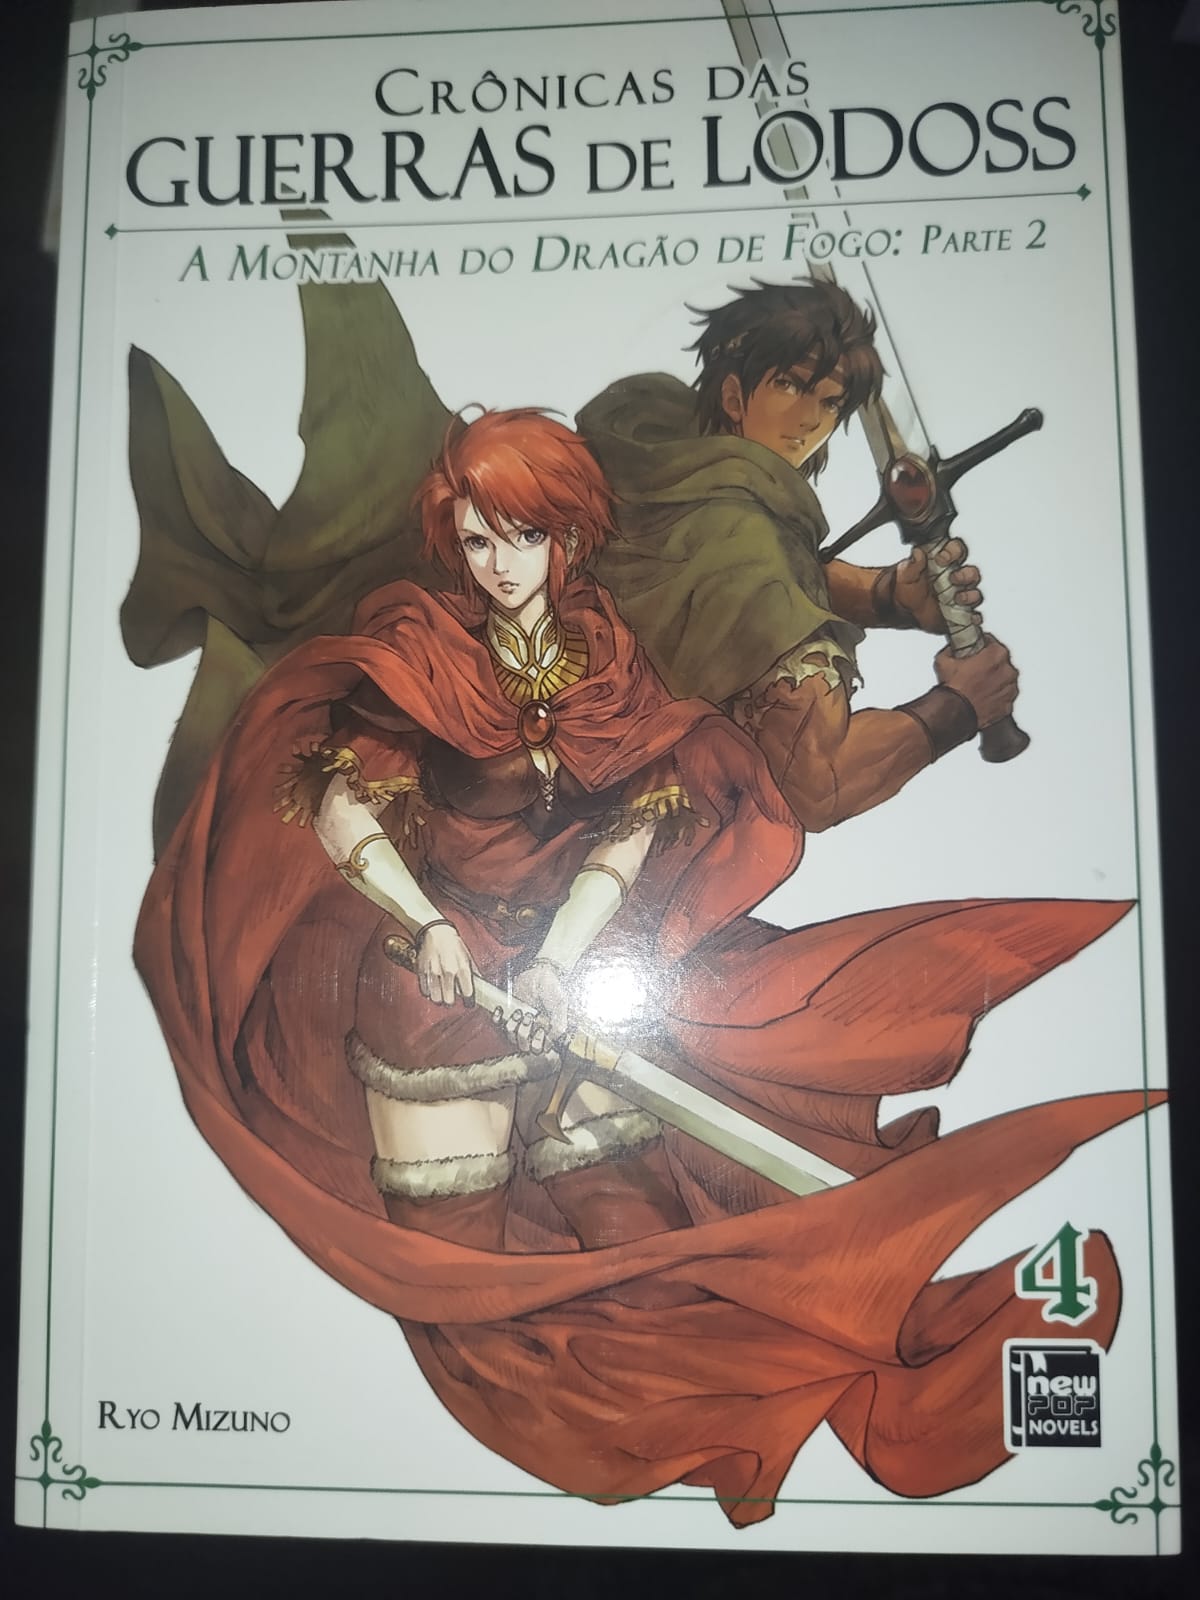 CRÔNICAS DAS
GUERRAS DE LODOSS
A MONTANHA DO DRAGÃO DE FOGO: PARTE 2
4
new
POP
NOVELS
RYO MIZUNO